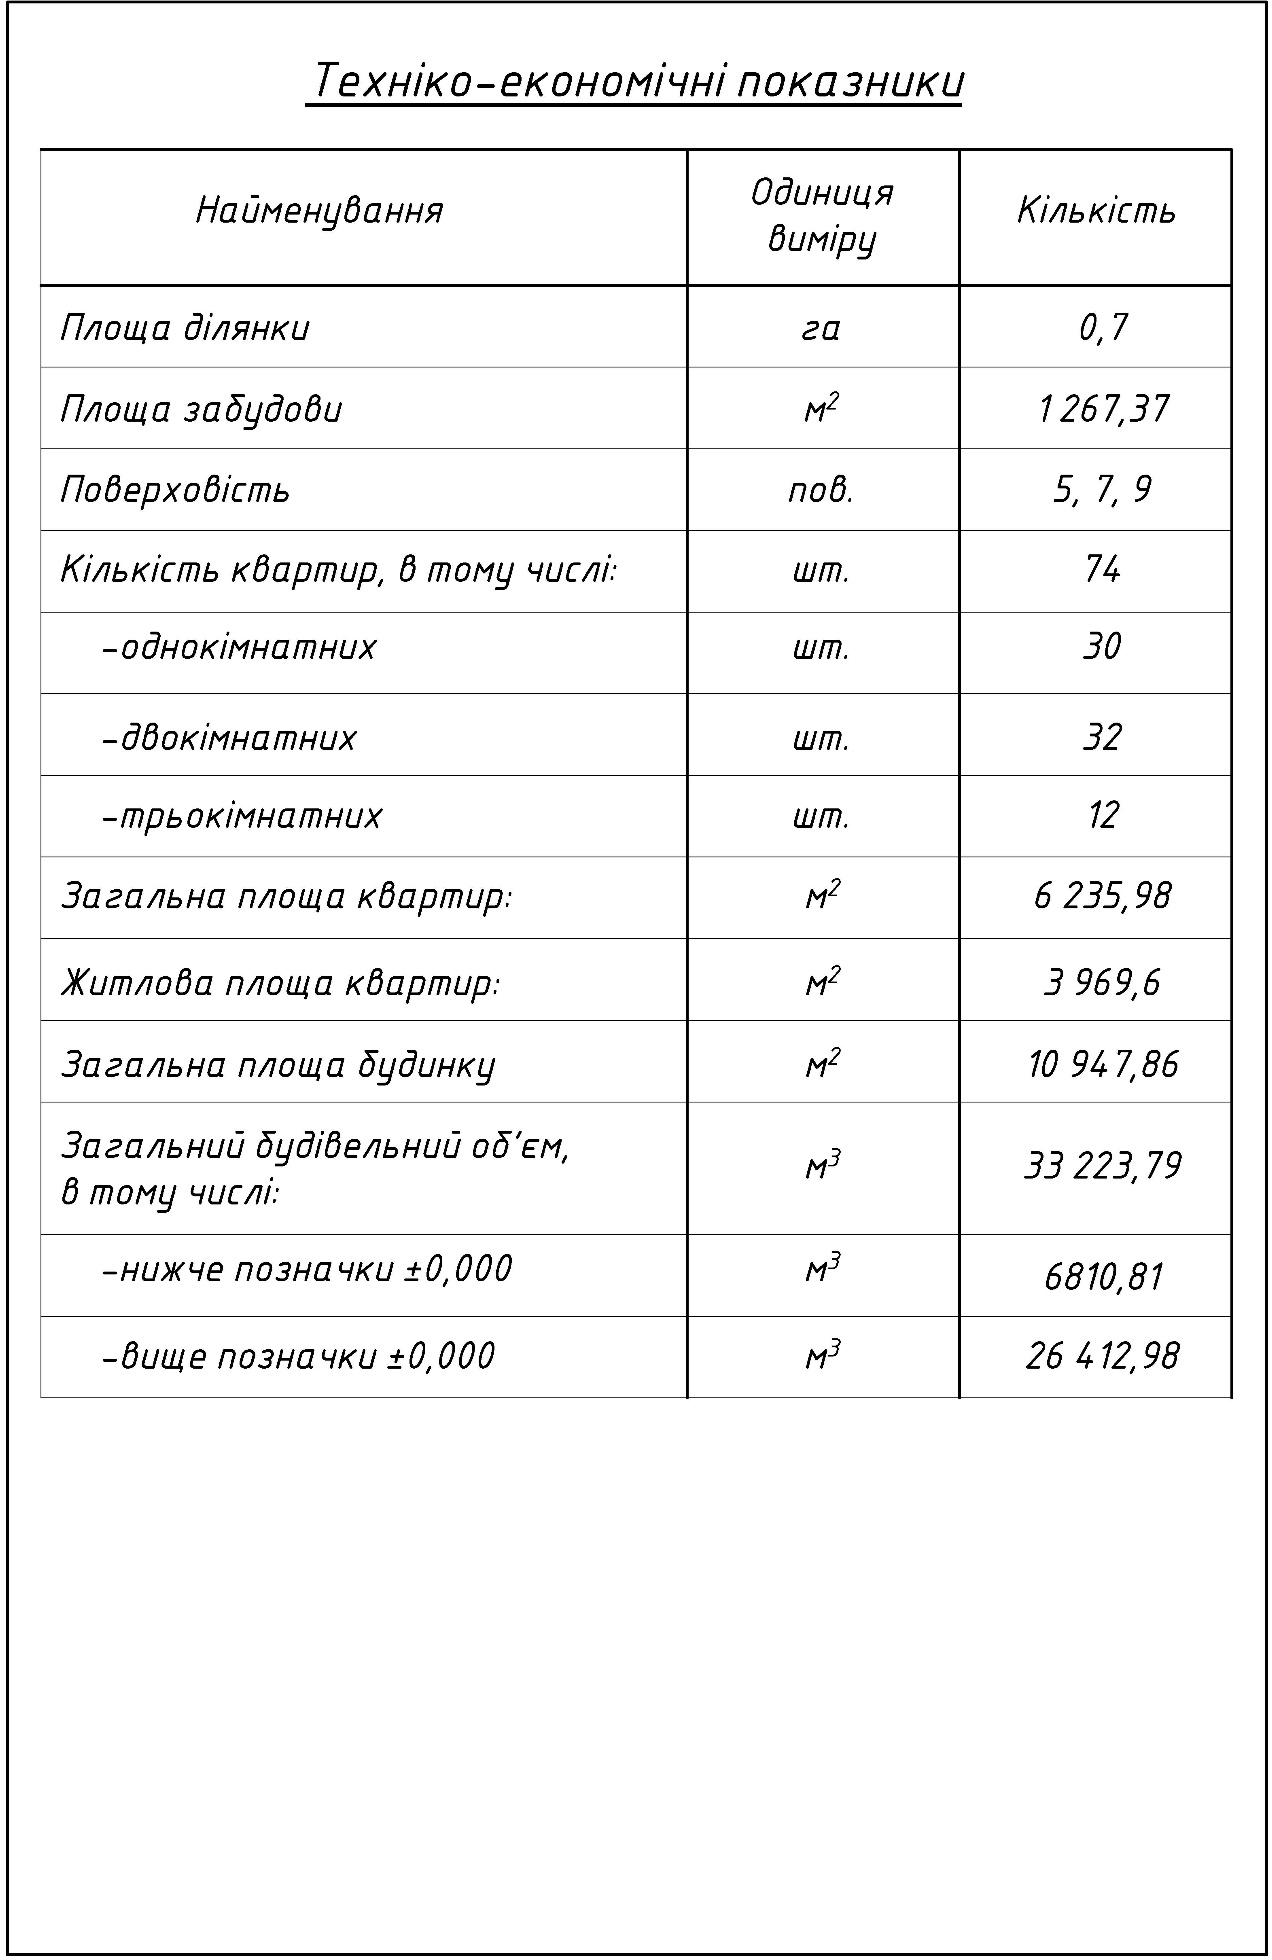 Техніко-економічні показники
Найменування
Одиниця
виміру
Кількість
Площа ділянки га 0,7
Площа забудови м² 1 267,37
Поверховість пов. 5, 7, 9
Кількість квартир, в тому числі: шт. 74
-однокімнатних шт. 30
-двокімнатних шт. 32
-трьокімнатних шт. 12
Загальна площа квартир: м² 6 235,98
Житлова площа квартир: м² 3 969,6
Загальна площа будинку м² 10 947,86
Загальний будівельний об'єм,
в тому числі:
м³ 33 223,79
-нижче позначки ±0,000 м³ 6810,81
-вище позначки ±0,000 м³ 26 412,98